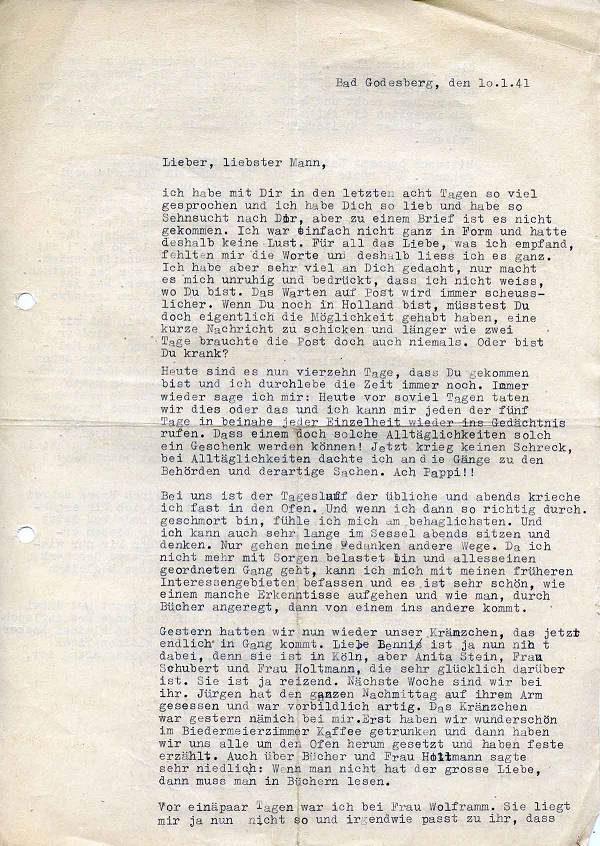 Bad Godesberg, den 1o.1.41
Lieber, liebster Mann,
ich habe mit Dir in den letzten acht Tagen so viel
gesprochen und ich habe Dich so lieb und habe so
Sehnsucht nach Dir, aber zu einem Brief ist es nicht
gekommen. Ich war einfach nicht ganz in Form und hatte
deshalb keine Lust. Für all das Liebe, was ich empfand,
fehlten mir die Worte und deshalb liess ich es ganz.
Ich habe aber sehr viel an Dich gedacht, nur macht
es mich unruhig und bedrückt, dass ich nicht weiss,
wo Du bist. Das Warten auf Post wird immer scheuss-
licher. Wenn Du noch in Holland bist, müsstest Du
doch eigentlich die Möglichkeit gehabt haben, eine
kurze Nachricht zu schicken und länger wie zwei
Tage brauchte die Post doch auch niemals. Oder bist
Du krank?
Heute sind es nun vierzehn Tage, dass Du gekommen
bist und ich durchlebe die Zeit immer noch. Immer
wieder sage ich mir: Heute vor soviel Tagen taten
wir dies oder das und ich kann mir jeden der fünf
Tage in beinahe jeder Einzelheit wieder ins Gedächtnis
rufen. Dass einem doch solche Alltäglichkeiten solch
ein Geschenk werden können! Jetzt krieg keinen Schreck,
bei Alltäglichkeiten dachte ich an die Gänge zu den
Behörden und derartige Sachen. Ach Pappi!!
Bei uns ist der Tagesluff der übliche und abends krieche
ich fast in den Ofen. Und wenn ich dann so richtig durch.
geschmort bin, fühle ich mich am behaglichsten. Und
ich kann auch sehr lange im Sessel abends sitzen und
denken. Nur gehen meine Gedanken andere Wege. Da ich
nicht mehr mit Sorgen belastet bin und allesseinen
geordneten Gang geht, kann ich mich mit meinen früheren
Interessengebieten befassen und es ist sehr schön, wie
einem manche Erkenntisse aufgehen und wie man, durch
Bücher angeregt, dann von einem ins andere kommt.
Gestern hatten wir nun wieder unser Kränzchen, das jetzt
endlich in Gang kommt. Liebe Benni ist ja nun niht
dabei, denn sie ist in Köln, aber Anita Stein, Frau
Schubert und Frau Holtmann, die sehr glücklich darüber
ist. Sie ist ja reizend. Nächste Woche sind wir bei
ihr. Jürgen hat den ganzen Nachmittag auf ihrem Arm
gesessen und war vorbildlich artig. Das Kränzchen
war gestern nämich bei mir.Erst haben wir wunderschön
im Biedermeierzimmer Kaffee getrunken und dann haben
wir uns alle um den Ofen herum gesetzt und haben feste
erzählt. Auch über Bücher und Frau Holtmann sagte
sehr niedlich: Wenn man nicht hat der grosse Liebe,
dann muss man in Büchern lesen.
Vor einäpaar Tagen war ich bei Frau Wolframm. Sie liegt
mir ja nun nicht so und irgendwie passt zu ihr, dass